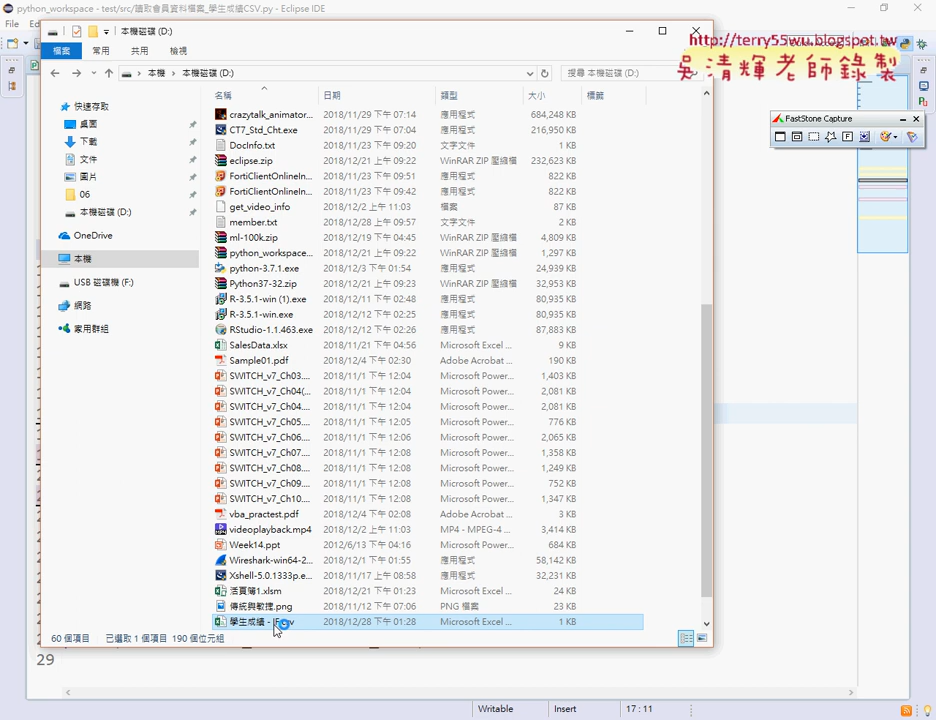 python_workspace - test/src/讀取會員資料檔案_學生成績CSV.py - Eclipse IDE
File
本機磁碟 (D:)
檔案
常用
共用
檢視
本機
本機磁碟 (D:)
搜尋 本機磁碟 (D:)
http://terry55wu.blogspot.tw
吳清輝老師錄製
FastStone Capture
快速存取
桌面
下載
文件
圖片
06
本機磁碟 (D:)
OneDrive
本機
USB 磁碟機 (F:)
網路
家用群組
名稱
日期
類型
大小
標籤
crazytalk_animator... 2018/11/29 下午 07:14 應用程式 684,248 KB
CT7_Std_Cht.exe 2018/11/29 下午 07:04 應用程式 216,950 KB
DocInfo.txt 2018/11/23 下午 09:20 文字文件 1 KB
eclipse.zip 2018/12/21 上午 09:22 WinRAR ZIP 壓縮檔 232,623 KB
FortiClientOnlineIn... 2018/11/23 下午 09:51 應用程式 822 KB
FortiClientOnlineIn... 2018/11/23 下午 09:42 應用程式 822 KB
get_video_info 2018/12/2 上午 11:03 檔案 87 KB
member.txt 2018/12/28 上午 09:57 文字文件 2 KB
ml-100k.zip 2018/12/19 上午 04:45 WinRAR ZIP 壓縮檔 4,809 KB
python_workspace... 2018/12/21 上午 09:22 WinRAR ZIP 壓縮檔 1,297 KB
python-3.7.1.exe 2018/12/3 下午 01:54 應用程式 24,939 KB
Python37-32.zip 2018/12/21 上午 09:23 WinRAR ZIP 壓縮檔 32,953 KB
R-3.5.1-win (1).exe 2018/12/11 下午 02:48 應用程式 80,935 KB
R-3.5.1-win.exe 2018/12/12 下午 02:25 應用程式 80,935 KB
RStudio-1.1.463.exe 2018/12/12 下午 02:26 應用程式 87,883 KB
SalesData.xlsx 2018/11/21 下午 04:56 Microsoft Excel ... 9 KB
Sample01.pdf 2018/12/4 下午 02:30 Adobe Acrobat ... 190 KB
SWITCH_v7_Ch03.... 2018/11/1 下午 12:04 Microsoft Power... 1,403 KB
SWITCH_v7_Ch04(... 2018/11/1 下午 12:04 Microsoft Power... 2,081 KB
SWITCH_v7_Ch04.... 2018/11/1 下午 12:04 Microsoft Power... 2,081 KB
SWITCH_v7_Ch05.... 2018/11/1 下午 12:05 Microsoft Power... 776 KB
SWITCH_v7_Ch06.... 2018/11/1 下午 12:06 Microsoft Power... 2,065 KB
SWITCH_v7_Ch07.... 2018/11/1 下午 12:08 Microsoft Power... 1,358 KB
SWITCH_v7_Ch08.... 2018/11/1 下午 12:08 Microsoft Power... 1,249 KB
SWITCH_v7_Ch09.... 2018/11/1 下午 12:08 Microsoft Power... 752 KB
SWITCH_v7_Ch10.... 2018/11/1 下午 12:08 Microsoft Power... 1,347 KB
vba_practest.pdf 2018/12/4 下午 02:08 Adobe Acrobat ... 3 KB
videoplayback.mp4 2018/12/2 上午 11:03 MP4 - MPEG-4 ... 3,414 KB
Week14.ppt 2012/6/13 下午 04:16 Microsoft Power... 684 KB
Wireshark-win64-2... 2018/12/1 下午 01:55 應用程式 58,142 KB
Xshell-5.0.1333p.e... 2018/11/17 上午 08:58 應用程式 32,231 KB
活頁簿1.xlsm 2018/12/21 下午 01:23 Microsoft Excel ... 24 KB
傳統與敏捷.png 2018/11/12 下午 07:06 PNG 檔案 23 KB
學生成績 - 2018/12/28 下午 01:28 Microsoft Excel ... 1 KB
60 個項目 已選取 1 個項目 190 個位元組
29
Writable
Insert
17 : 11